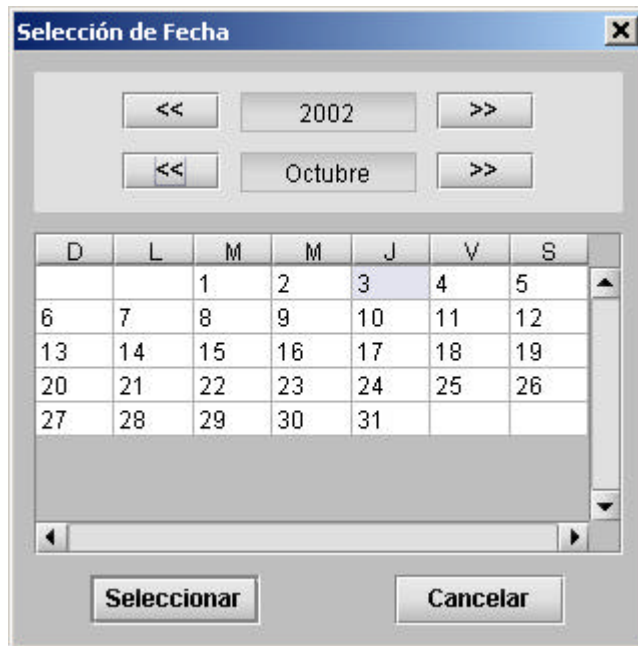 Selección de Fecha
<< 2002 >>
<< Octubre >>
D L M M J V S
1 2 3 4 5
6 7 8 9 10 11 12
13 14 15 16 17 18 19
20 21 22 23 24 25 26
27 28 29 30 31
Seleccionar Cancelar